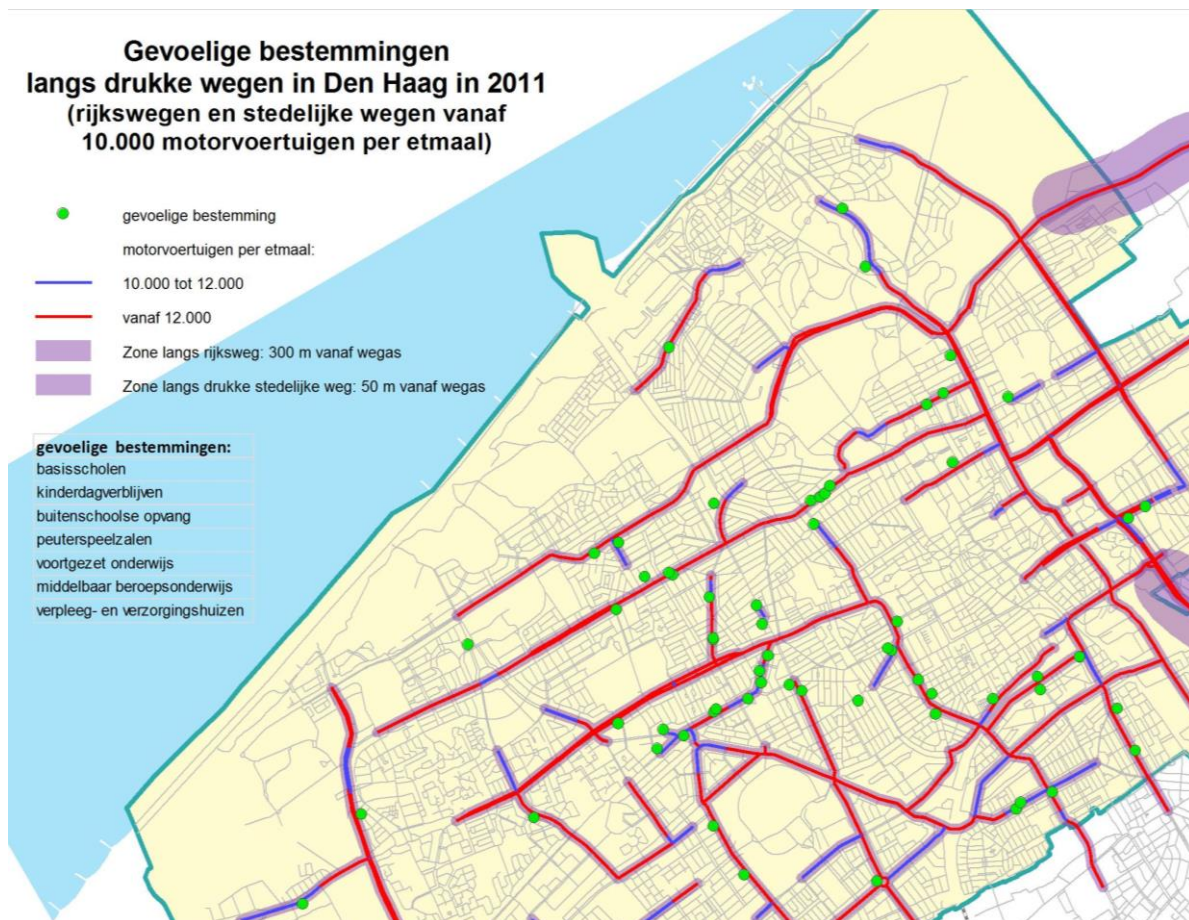 Gevoelige bestemmingen
langs drukke wegen in Den Haag in 2011
(rijkswegen en stedelijke wegen vanaf
10.000 motorvoertuigen per etmaal)
gevoelige bestemming
motorvoertuigen per etmaal:
10.000 tot 12.000
vanaf 12.000
Zone langs rijksweg: 300 m vanaf wegas
Zone langs drukke stedelijke weg: 50 m vanaf wegas
gevoelige bestemmingen:
basisscholen
kinderdagverblijven
buitenschoolse opvang
peuterspeelzalen
voortgezet onderwijs
middelbaar beroepsonderwijs
verpleeg- en verzorgingshuizen